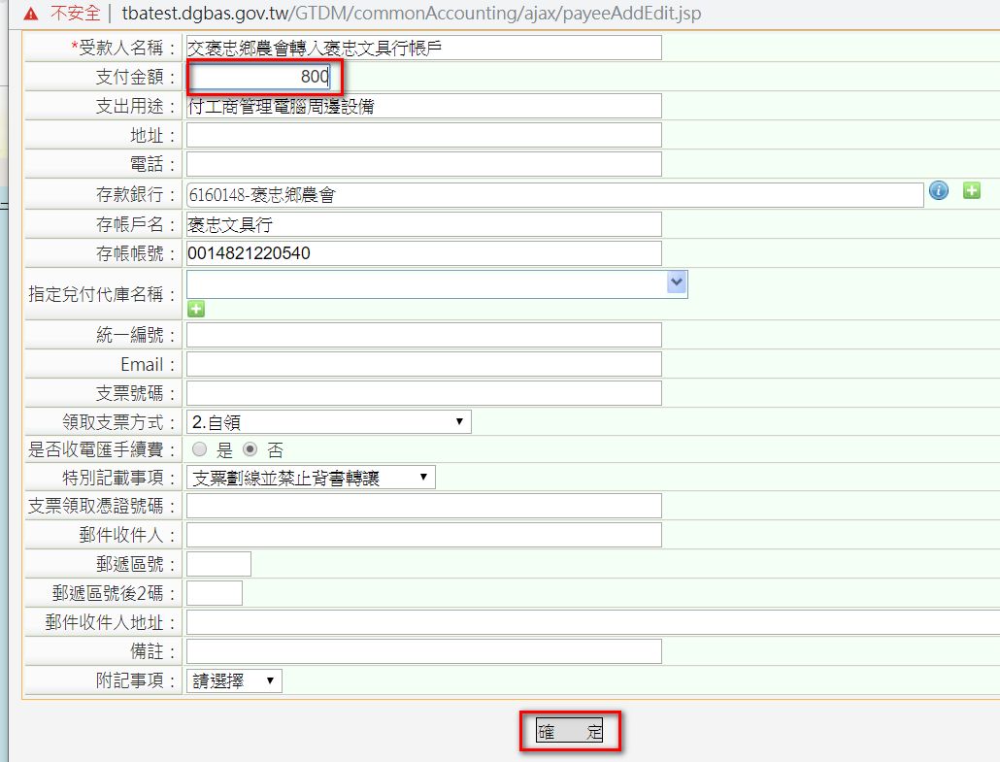 不安全 | tbatest.dgbas.gov.tw/GTDM/commonAccounting/ajax/payeeAddEdit.jsp
*受款人名稱： 交褒忠鄉農會轉入褒忠文具行帳戶
支付金額： 800
支出用途： 付工商管理電腦周邊設備
地址：
電話：
存款銀行： 6160148-褒忠鄉農會
存帳戶名： 褒忠文具行
存帳帳號： 0014821220540
指定兌付代庫名稱：
統一編號：
Email：
支票號碼：
領取支票方式： 2.自領
是否收電匯手續費： 是 否
特別記載事項： 支票劃線並禁止背書轉讓
支票領取憑證號碼：
郵件收件人：
郵遞區號：
郵遞區號後2碼：
郵件收件人地址：
備註：
附記事項： 請選擇
確 定